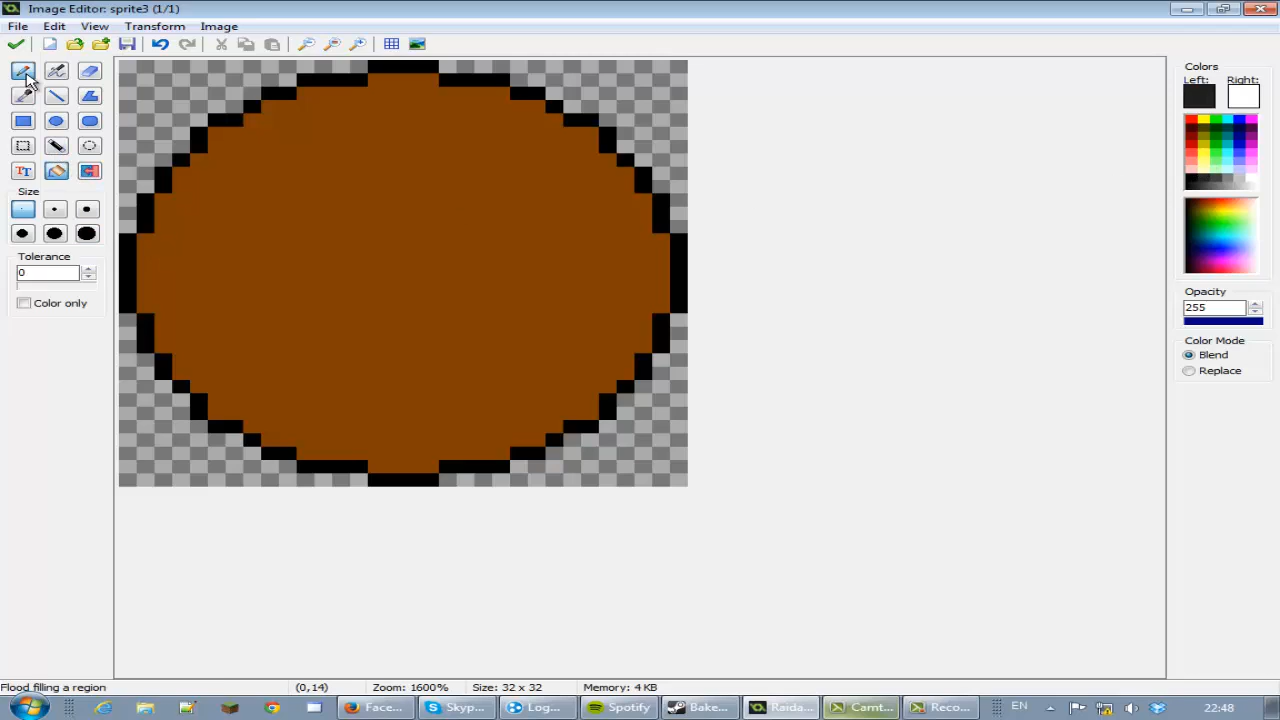 Image Editor: sprite3 (1/1)
File Edit View Transform Image
Colors
Left: Right:
TT
Size
Tolerance
0
Color only
Opacity
255
Color Mode
Blend
Replace
Flood filling a region (0,14) Zoom: 1600% Size: 32 x 32 Memory: 4 KB
Face... Skyp... Log... Spotify Bake... Raida... Camt... Reco... EN 22:48